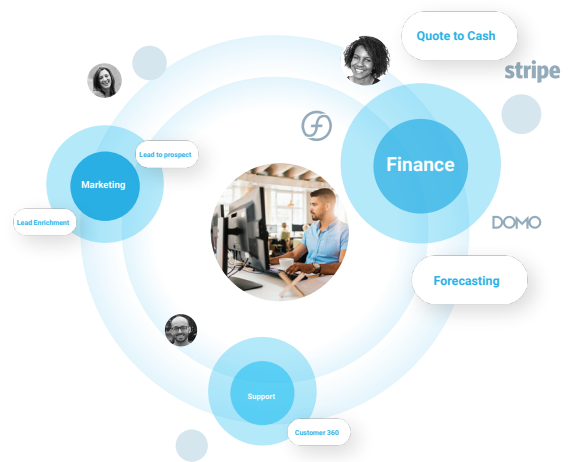 Quote to Cash
stripe
Lead to prospect
Finance
Marketing
Lead Enrichment
DOMO
Forecasting
Support
Customer 360